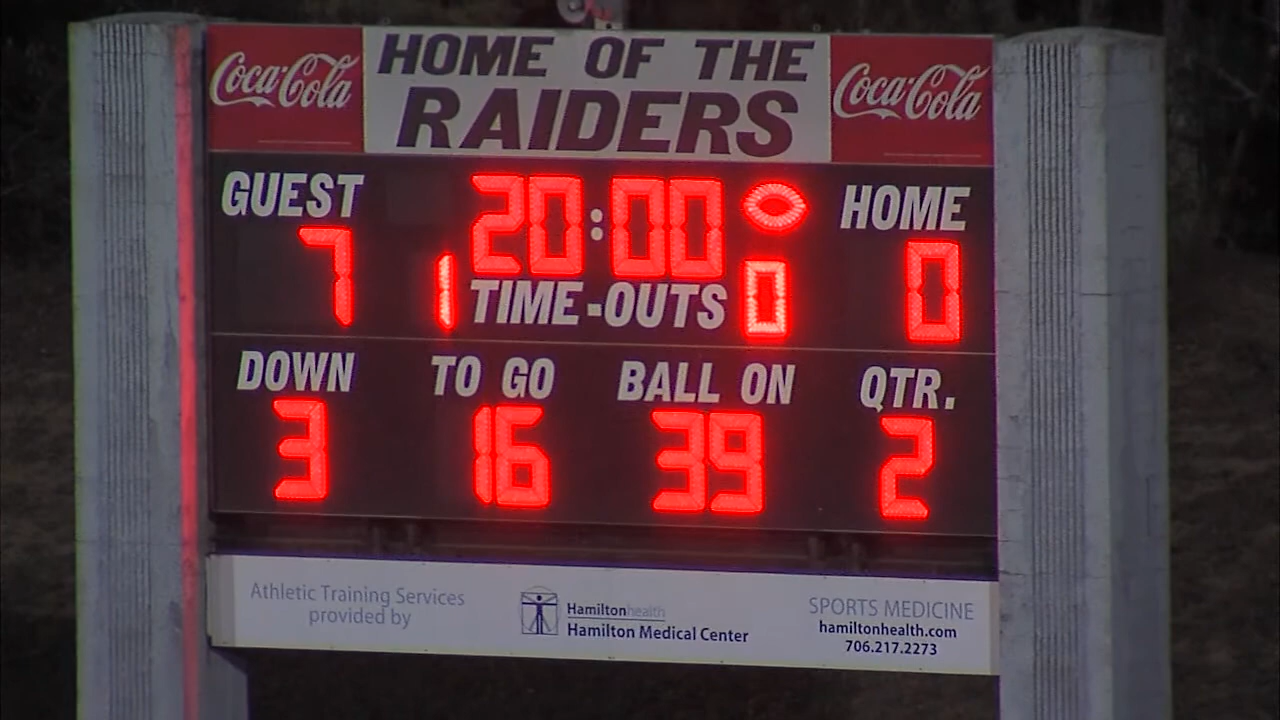 Coca-Cola
HOME OF THE
RAIDERS
Coca-Cola
GUEST
20:00
HOME
7
1
TIME-OUTS
0
0
DOWN
TO GO
BALL ON
QTR.
3
16
39
2
Athletic Training Services
provided by
Hamiltonhealth
Hamilton Medical Center
SPORTS MEDICINE
hamiltonhealth.com
706.217.2273